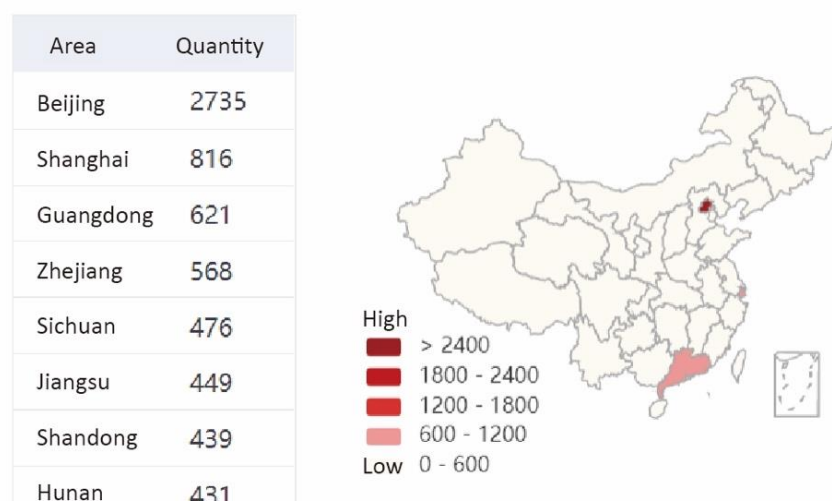 Area Quantity
Beijing 2735
Shanghai 816
Guangdong 621
Zhejiang 568
Sichuan 476
Jiangsu 449
Shandong 439
Hunan 431
High
> 2400
1800 - 2400
1200 - 1800
600 - 1200
Low 0 - 600